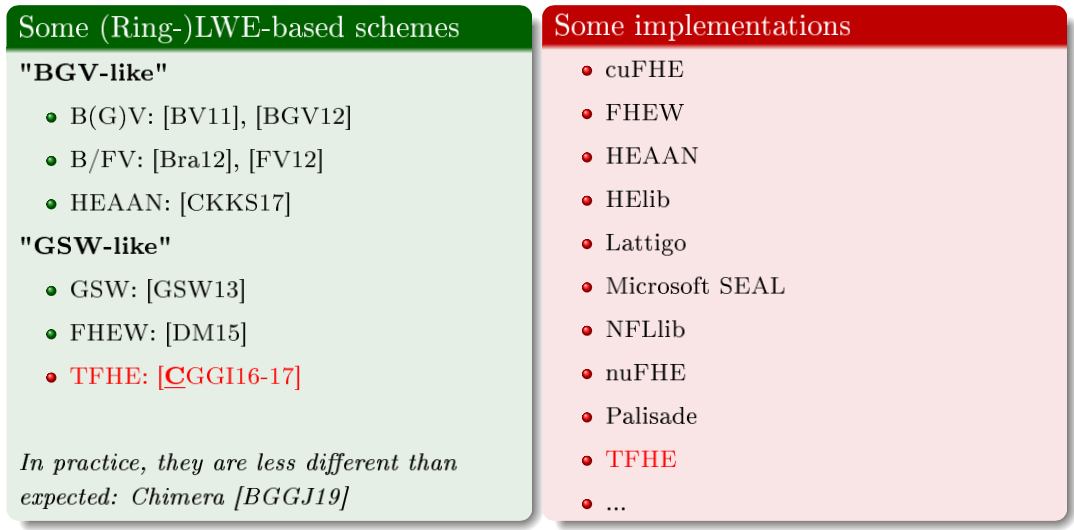 Some (Ring-)LWE-based schemes
"BGV-like"
B(G)V: [BV11], [BGV12]
B/FV: [Bra12], [FV12]
HEAAN: [CKKS17]
"GSW-like"
GSW: [GSW13]
FHEW: [DM15]
TFHE: [CGGI16-17]
In practice, they are less different than
expected: Chimera [BGGJ19]
Some implementations
cuFHE
FHEW
HEAAN
HElib
Lattigo
Microsoft SEAL
NFLlib
nuFHE
Palisade
TFHE
...